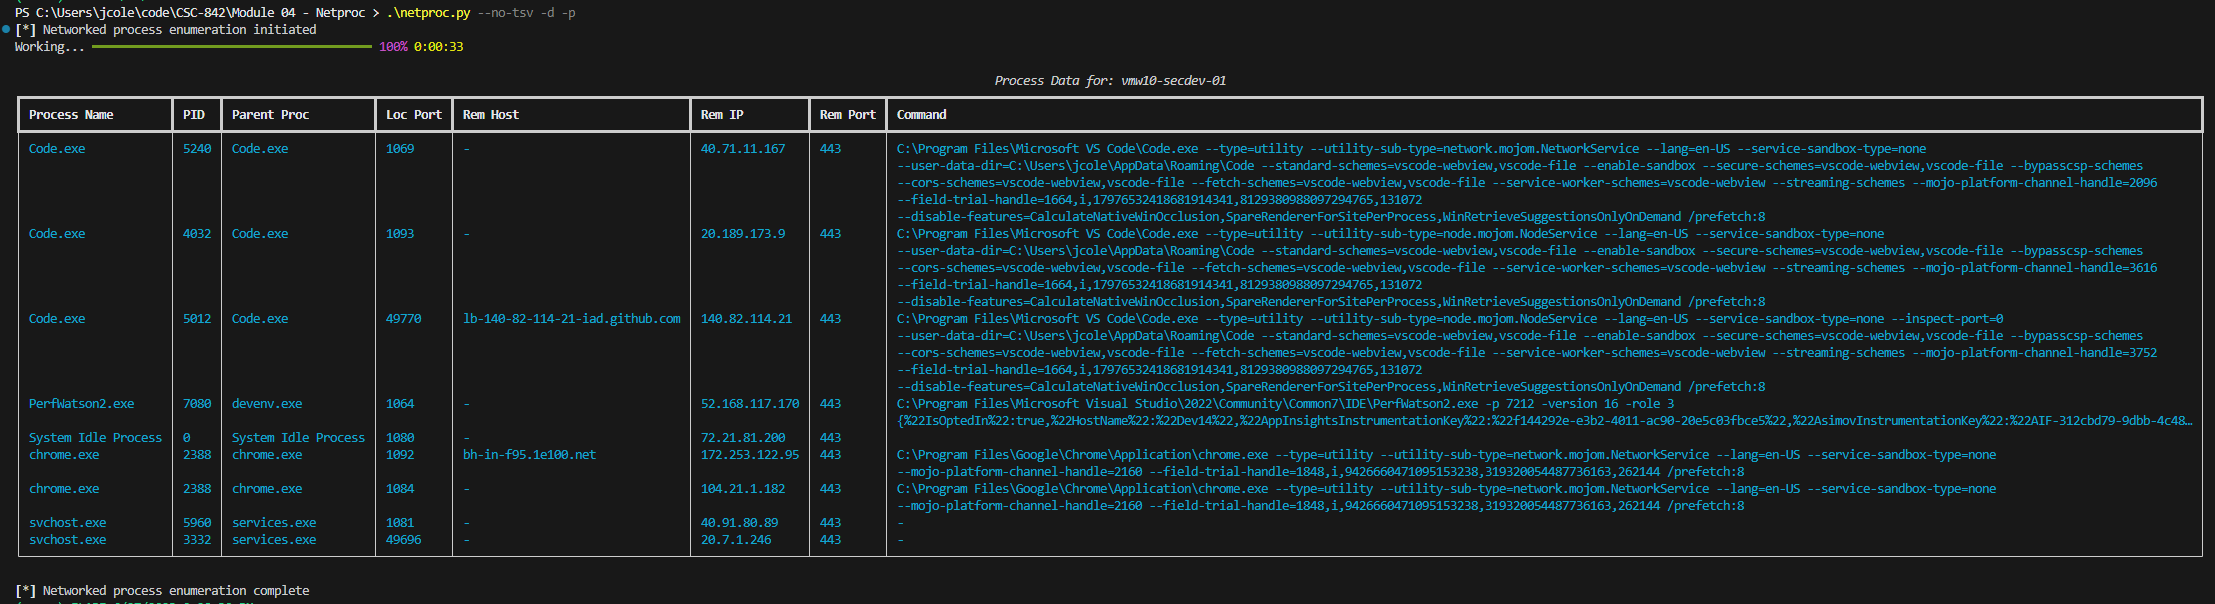 PS C:\Users\jcole\code\CSC-842\Module 04 - Netproc > .\netproc.py --no-tsv -d -p
[*] Networked process enumeration initiated
Working... 100% 0:00:33
Process Data for: vmw10-secdev-01
Process Name PID Parent Proc Loc Port Rem Host Rem IP Rem Port Command
Code.exe 5240 Code.exe 1069 - 40.71.11.167 443 C:\Program Files\Microsoft VS Code\Code.exe --type=utility --utility-sub-type=network.mojom.NetworkService --lang=en-US --service-sandbox-type=none
--user-data-dir=C:\Users\jcole\AppData\Roaming\Code --standard-schemes=vscode-webview,vscode-file --enable-sandbox --secure-schemes=vscode-webview,vscode-file --bypasscsp-schemes
--cors-schemes=vscode-webview,vscode-file --fetch-schemes=vscode-webview,vscode-file --service-worker-schemes=vscode-webview --streaming-schemes --mojo-platform-channel-handle=2096
--field-trial-handle=1664,i,17976532418681914341,8129380988097294765,131072
--disable-features=CalculateNativeWinOcclusion,SpareRendererForSitePerProcess,WinRetrieveSuggestionsOnlyOnDemand /prefetch:8
Code.exe 4032 Code.exe 1093 - 20.189.173.9 443 C:\Program Files\Microsoft VS Code\Code.exe --type=utility --utility-sub-type=node.mojom.NodeService --lang=en-US --service-sandbox-type=none
--user-data-dir=C:\Users\jcole\AppData\Roaming\Code --standard-schemes=vscode-webview,vscode-file --enable-sandbox --secure-schemes=vscode-webview,vscode-file --bypasscsp-schemes
--cors-schemes=vscode-webview,vscode-file --fetch-schemes=vscode-webview,vscode-file --service-worker-schemes=vscode-webview --streaming-schemes --mojo-platform-channel-handle=3616
--field-trial-handle=1664,i,17976532418681914341,8129380988097294765,131072
--disable-features=CalculateNativeWinOcclusion,SpareRendererForSitePerProcess,WinRetrieveSuggestionsOnlyOnDemand /prefetch:8
Code.exe 5012 Code.exe 49770 lb-140-82-114-21-iad.github.com 140.82.114.21 443 C:\Program Files\Microsoft VS Code\Code.exe --type=utility --utility-sub-type=node.mojom.NodeService --lang=en-US --service-sandbox-type=none --inspect-port=0
--user-data-dir=C:\Users\jcole\AppData\Roaming\Code --standard-schemes=vscode-webview,vscode-file --enable-sandbox --secure-schemes=vscode-webview,vscode-file --bypasscsp-schemes
--cors-schemes=vscode-webview,vscode-file --fetch-schemes=vscode-webview,vscode-file --service-worker-schemes=vscode-webview --streaming-schemes --mojo-platform-channel-handle=3752
--field-trial-handle=1664,i,17976532418681914341,8129380988097294765,131072
--disable-features=CalculateNativeWinOcclusion,SpareRendererForSitePerProcess,WinRetrieveSuggestionsOnlyOnDemand /prefetch:8
PerfWatson2.exe 7080 devenv.exe 1064 - 52.168.117.170 443 C:\Program Files\Microsoft Visual Studio\2022\Community\Common7\IDE\PerfWatson2.exe -p 7212 -version 16 -role 3
{%22IsOptedIn%22:true,%22HostName%22:%22Dev14%22,%22AppInsightsInstrumentationKey%22:%22f144292e-e3b2-4011-ac90-20e5c03fbce5%22,%22AsimovInstrumentationKey%22:%22AIF-312cbd79-9dbb-4c48…
System Idle Process 0 System Idle Process 1080 - 72.21.81.200 443
chrome.exe 2388 chrome.exe 1092 bh-in-f95.1e100.net 172.253.122.95 443 C:\Program Files\Google\Chrome\Application\chrome.exe --type=utility --utility-sub-type=network.mojom.NetworkService --lang=en-US --service-sandbox-type=none
--mojo-platform-channel-handle=2160 --field-trial-handle=1848,i,9426660471095153238,319320054487736163,262144 /prefetch:8
chrome.exe 2388 chrome.exe 1084 - 104.21.1.182 443 C:\Program Files\Google\Chrome\Application\chrome.exe --type=utility --utility-sub-type=network.mojom.NetworkService --lang=en-US --service-sandbox-type=none
--mojo-platform-channel-handle=2160 --field-trial-handle=1848,i,9426660471095153238,319320054487736163,262144 /prefetch:8
svchost.exe 5960 services.exe 1081 - 40.91.80.89 443 -
svchost.exe 3332 services.exe 49696 - 20.7.1.246 443 -
[*] Networked process enumeration complete